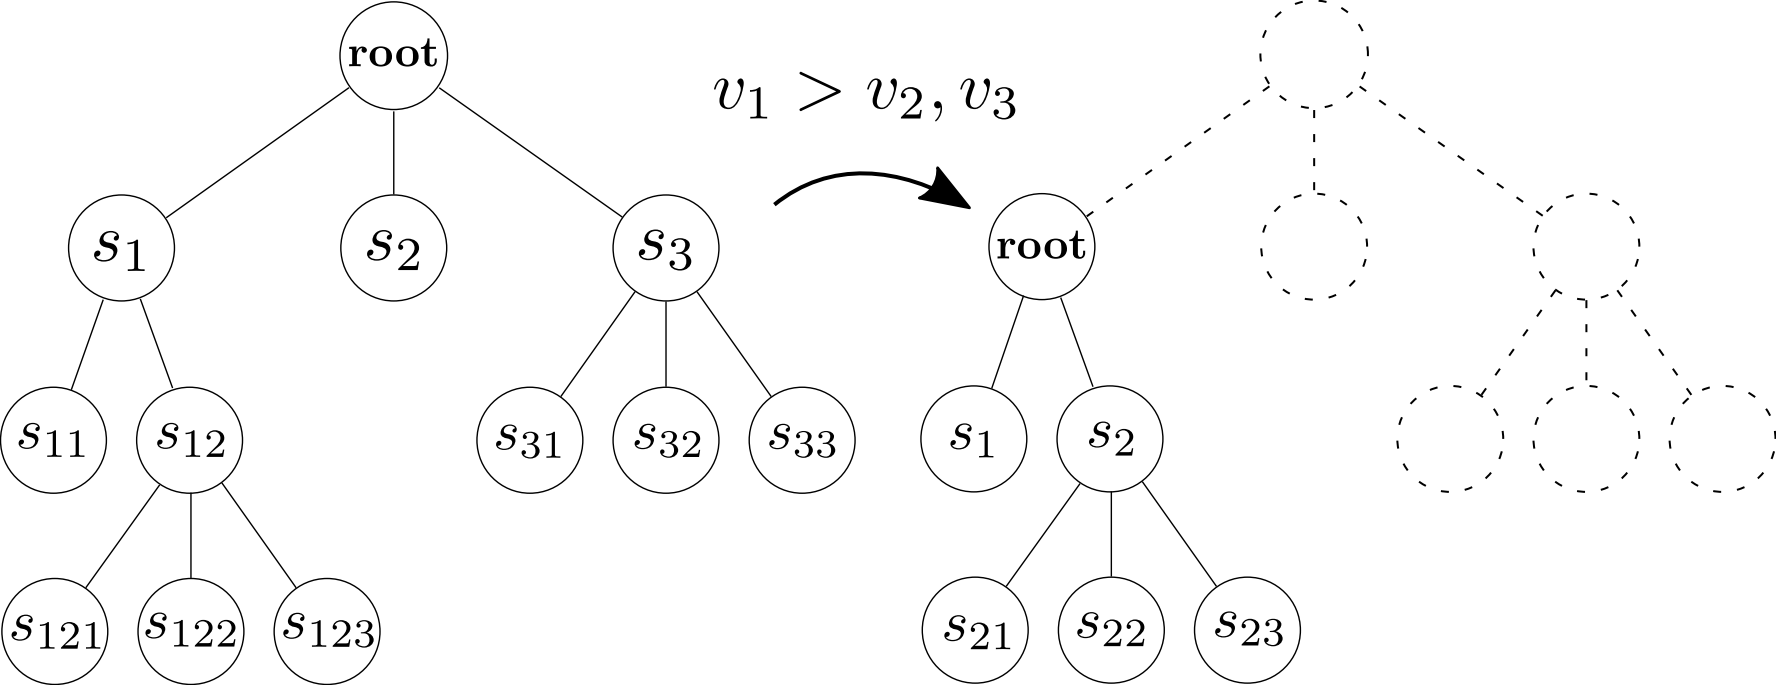 root
v₁ > v₂, v₃
s₁ s₂ s₃ root
s₁₁ s₁₂ s₃₁ s₃₂ s₃₃ s₁ s₂
s₁₂₁ s₁₂₂ s₁₂₃ s₂₁ s₂₂ s₂₃